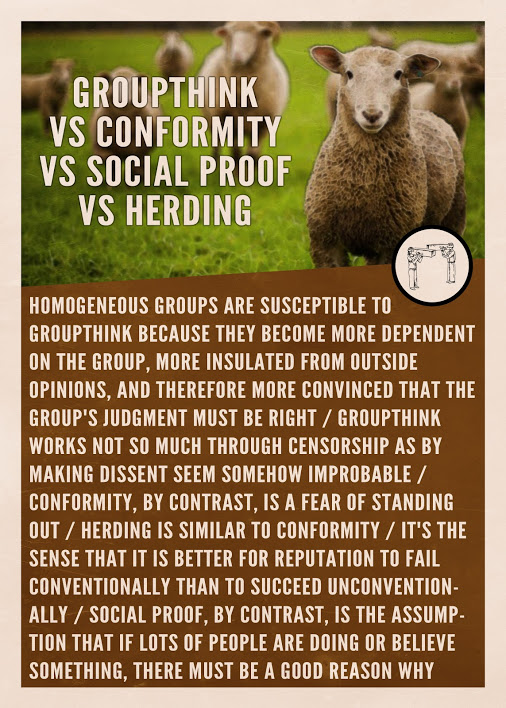 GROUPTHINK
VS CONFORMITY
VS SOCIAL PROOF
VS HERDING
HOMOGENEOUS GROUPS ARE SUSCEPTIBLE TO
GROUPTHINK BECAUSE THEY BECOME MORE DEPENDENT
ON THE GROUP, MORE INSULATED FROM OUTSIDE
OPINIONS, AND THEREFORE MORE CONVINCED THAT THE
GROUP'S JUDGMENT MUST BE RIGHT / GROUPTHINK
WORKS NOT SO MUCH THROUGH CENSORSHIP AS BY
MAKING DISSENT SEEM SOMEHOW IMPROBABLE /
CONFORMITY, BY CONTRAST, IS A FEAR OF STANDING
OUT / HERDING IS SIMILAR TO CONFORMITY / IT'S THE
SENSE THAT IT IS BETTER FOR REPUTATION TO FAIL
CONVENTIONALLY THAN TO SUCCEED UNCONVENTION-
ALLY / SOCIAL PROOF, BY CONTRAST, IS THE ASSUMP-
TION THAT IF LOTS OF PEOPLE ARE DOING OR BELIEVE
SOMETHING, THERE MUST BE A GOOD REASON WHY